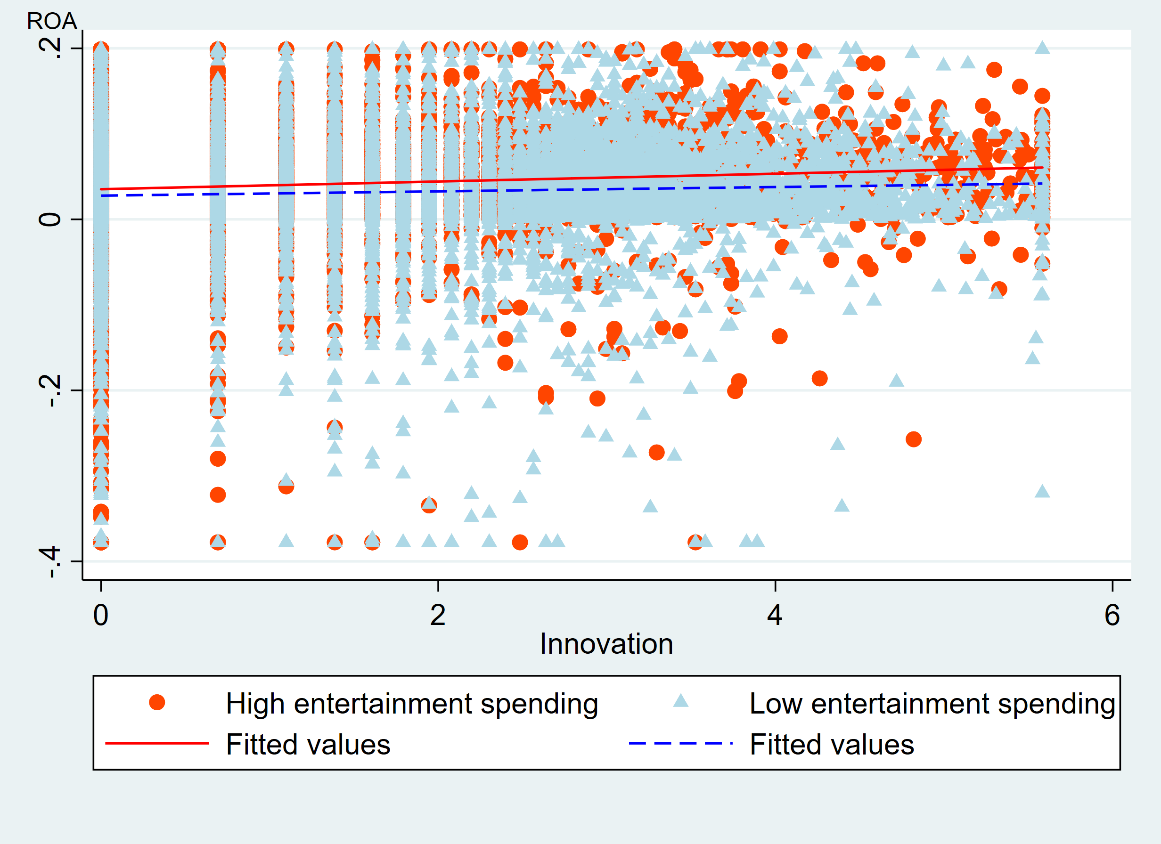 ROA
.2
0
-.2
-.4
0 2 4 6
Innovation
High entertainment spending Low entertainment spending
Fitted values Fitted values